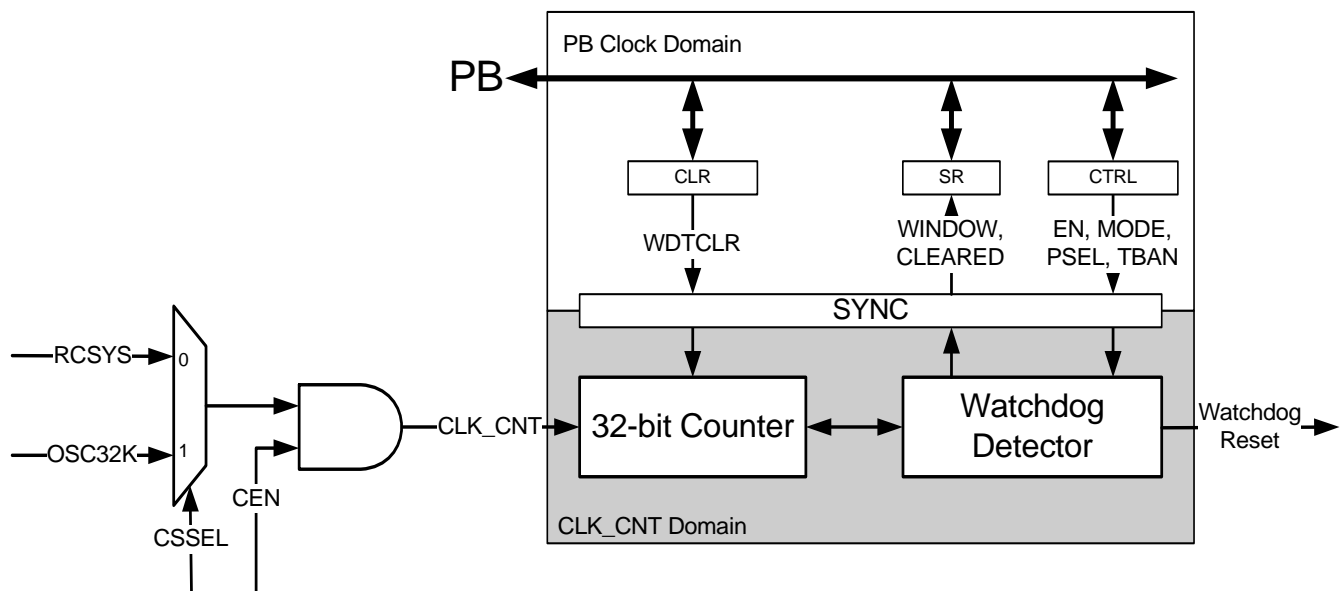 PB Clock Domain
PB
CLR
SR
CTRL
WDTCLR
WINDOW,
CLEARED
EN, MODE,
PSEL, TBAN
SYNC
RCSYS
0
OSC32K
1
CSSEL
CEN
CLK_CNT
32-bit Counter
Watchdog
Detector
Watchdog
Reset
CLK_CNT Domain